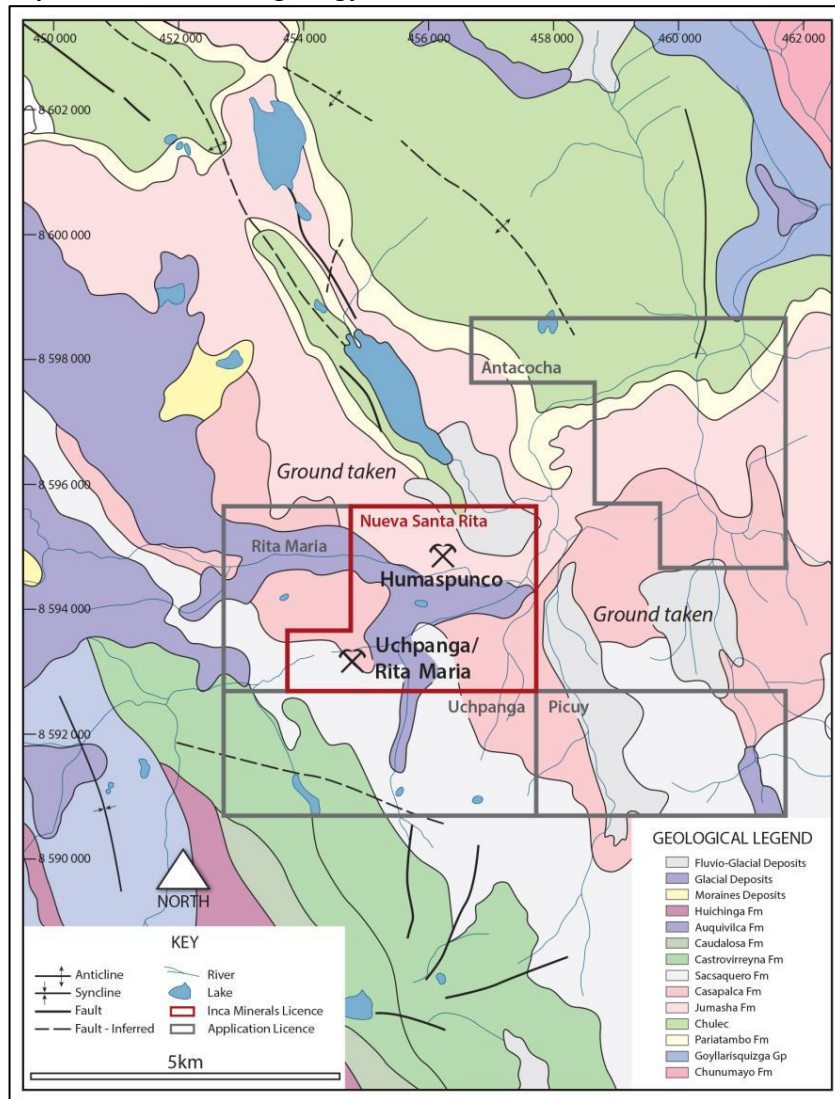 450 000 452 000 454 000 456 000 458 000 460 000 462 000
8 602 000
8 600 000
8 598 000
Antacocha
8 596 000
Ground taken
Nueva Santa Rita
Rita Maria
Humaspunco
8 594 000
Ground taken
Uchpanga/
Rita Maria
Uchpanga
Picuy
8 592 000
8 590 000
NORTH
KEY
Anticline
Syncline
Fault
Fault - Inferred
River
Lake
Inca Minerals Licence
Application Licence
5km
GEOLOGICAL LEGEND
Fluvio-Glacial Deposits
Glacial Deposits
Moraines Deposits
Huichinga Fm
Auquivilca Fm
Caudalosa Fm
Castrovirreyna Fm
Sacsaquero Fm
Casapalca Fm
Jumasha Fm
Chulec
Pariatambo Fm
Goyllarisquizga Gp
Chunumayo Fm